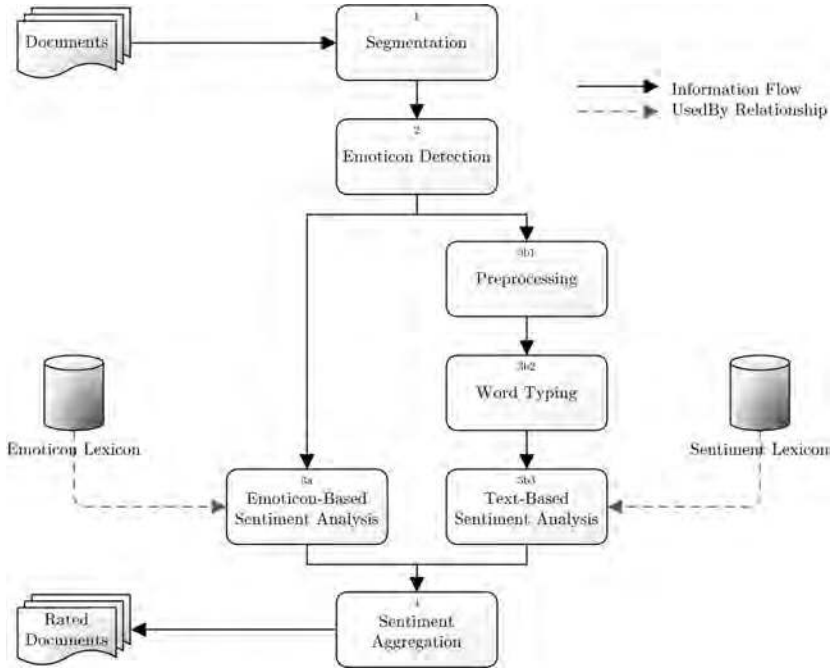 Documents
1
Segmentation
Information Flow
UsedBy Relationship
2
Emoticon Detection
3b1
Preprocessing
3b2
Word Typing
Emoticon Lexicon
Sentiment Lexicon
3a
Emoticon-Based
Sentiment Analysis
3b3
Text-Based
Sentiment Analysis
4
Sentiment
Aggregation
Rated
Documents